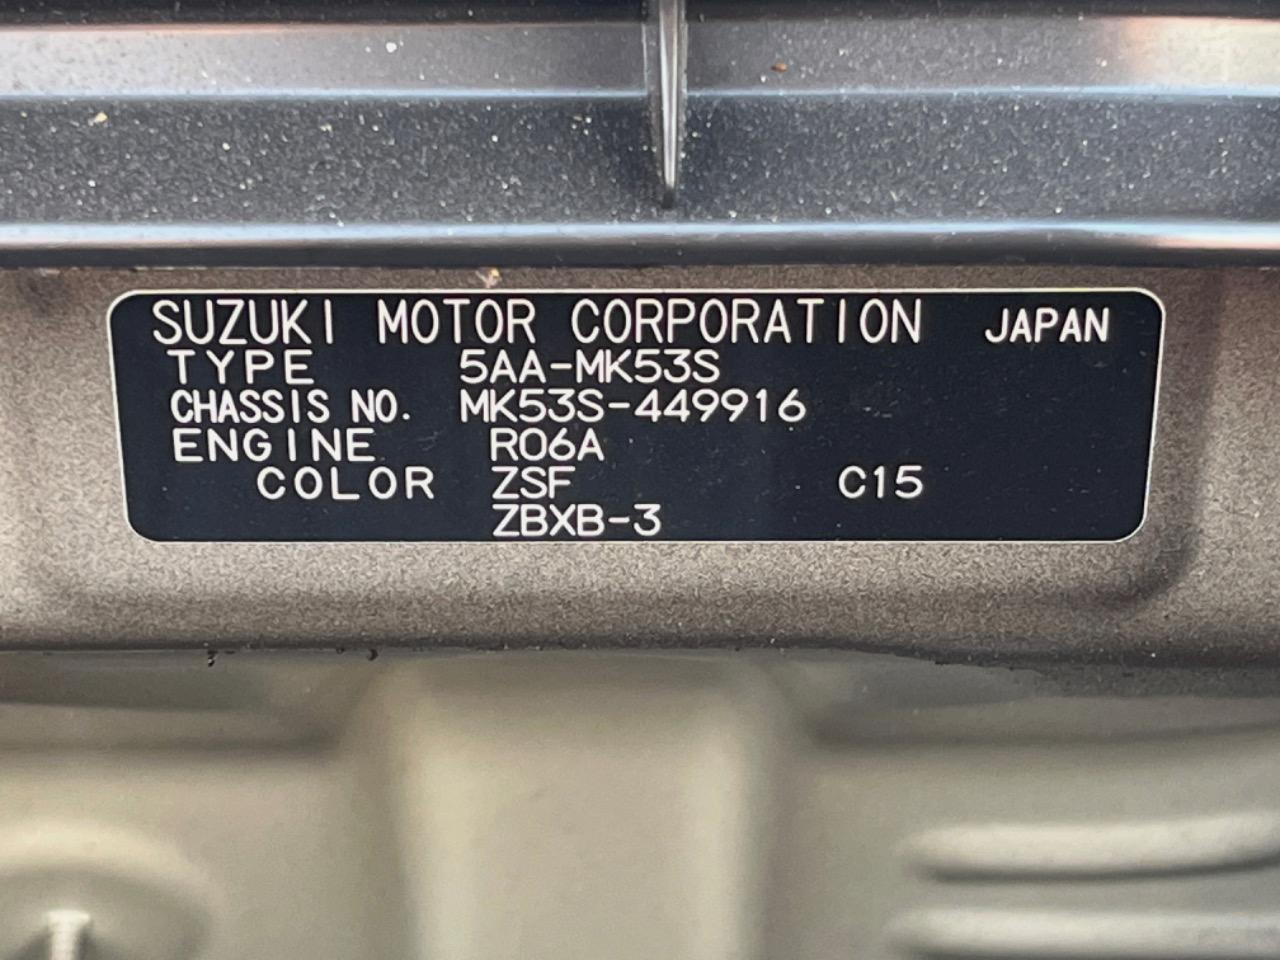 SUZUKI MOTOR CORPORATION JAPAN
TYPE 5AA-MK53S
CHASSIS NO. MK53S-449916
ENGINE R06A
COLOR ZSF C15
ZBXB-3